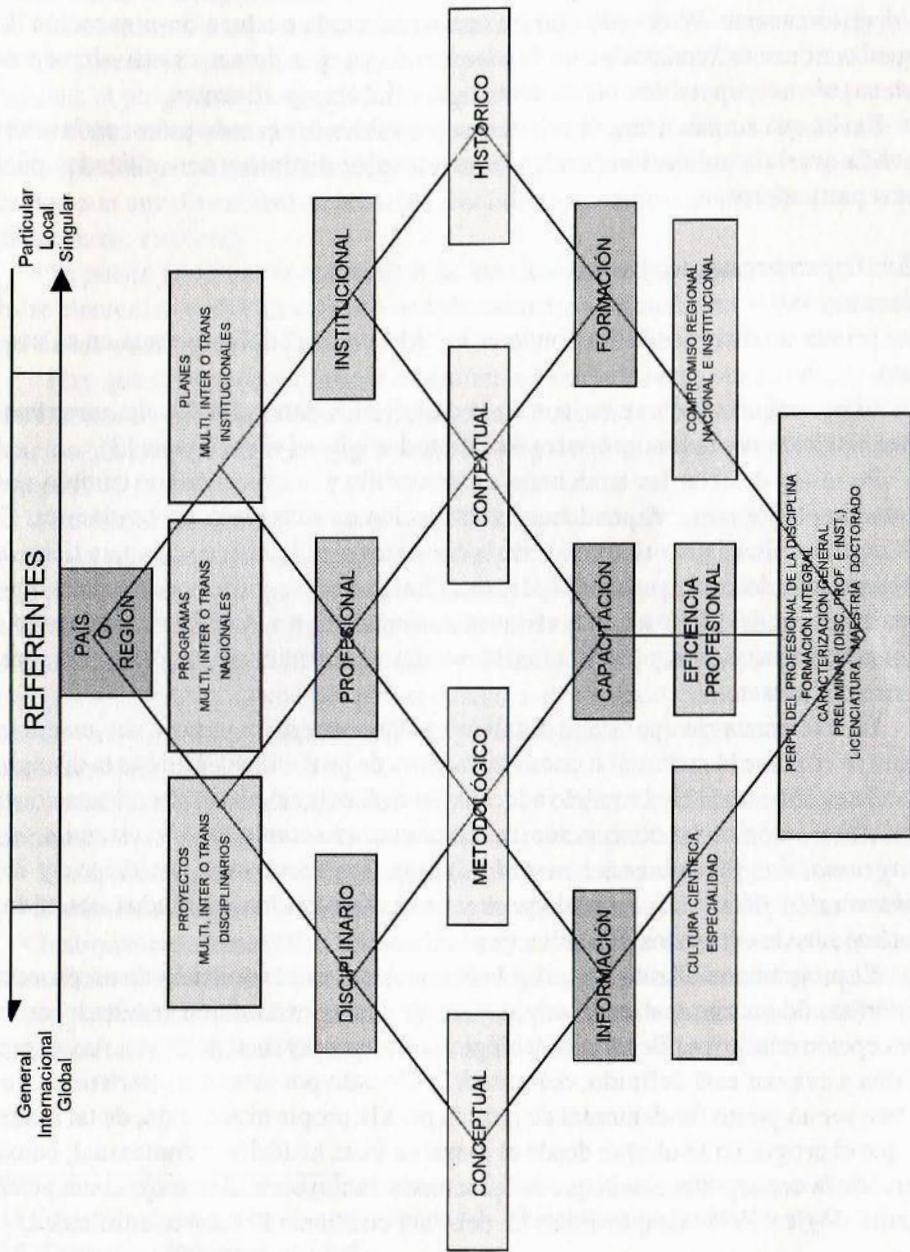 REFERENTES
General
Internacional
Global
Particular
Local
Singular
PAÍS
O
REGIÓN
PROYECTOS
MULTI, INTER O TRANS
DISCIPLINARIOS
PROGRAMAS
MULTI, INTER O TRANS
NACIONALES
PLANES
MULTI, INTER O TRANS
INSTITUCIONALES
DISCIPLINARIO
PROFESIONAL
INSTITUCIONAL
CONCEPTUAL
METODOLÓGICO
CONTEXTUAL
HISTÓRICO
INFORMACIÓN
CAPACITACIÓN
FORMACIÓN
CULTURA CIENTÍFICA
ESPECIALIDAD
EFICIENCIA
PROFESIONAL
COMPROMISO REGIONAL
NACIONAL E INSTITUCIONAL
PERFIL DEL PROFESIONAL DE LA DISCIPLINA
FORMACIÓN INTEGRAL
CARACTERIZACIÓN GENERAL
PRELIMINAR (DISC., PROF. E INST.)
LICENCIATURA, MAESTRÍA, DOCTORADO